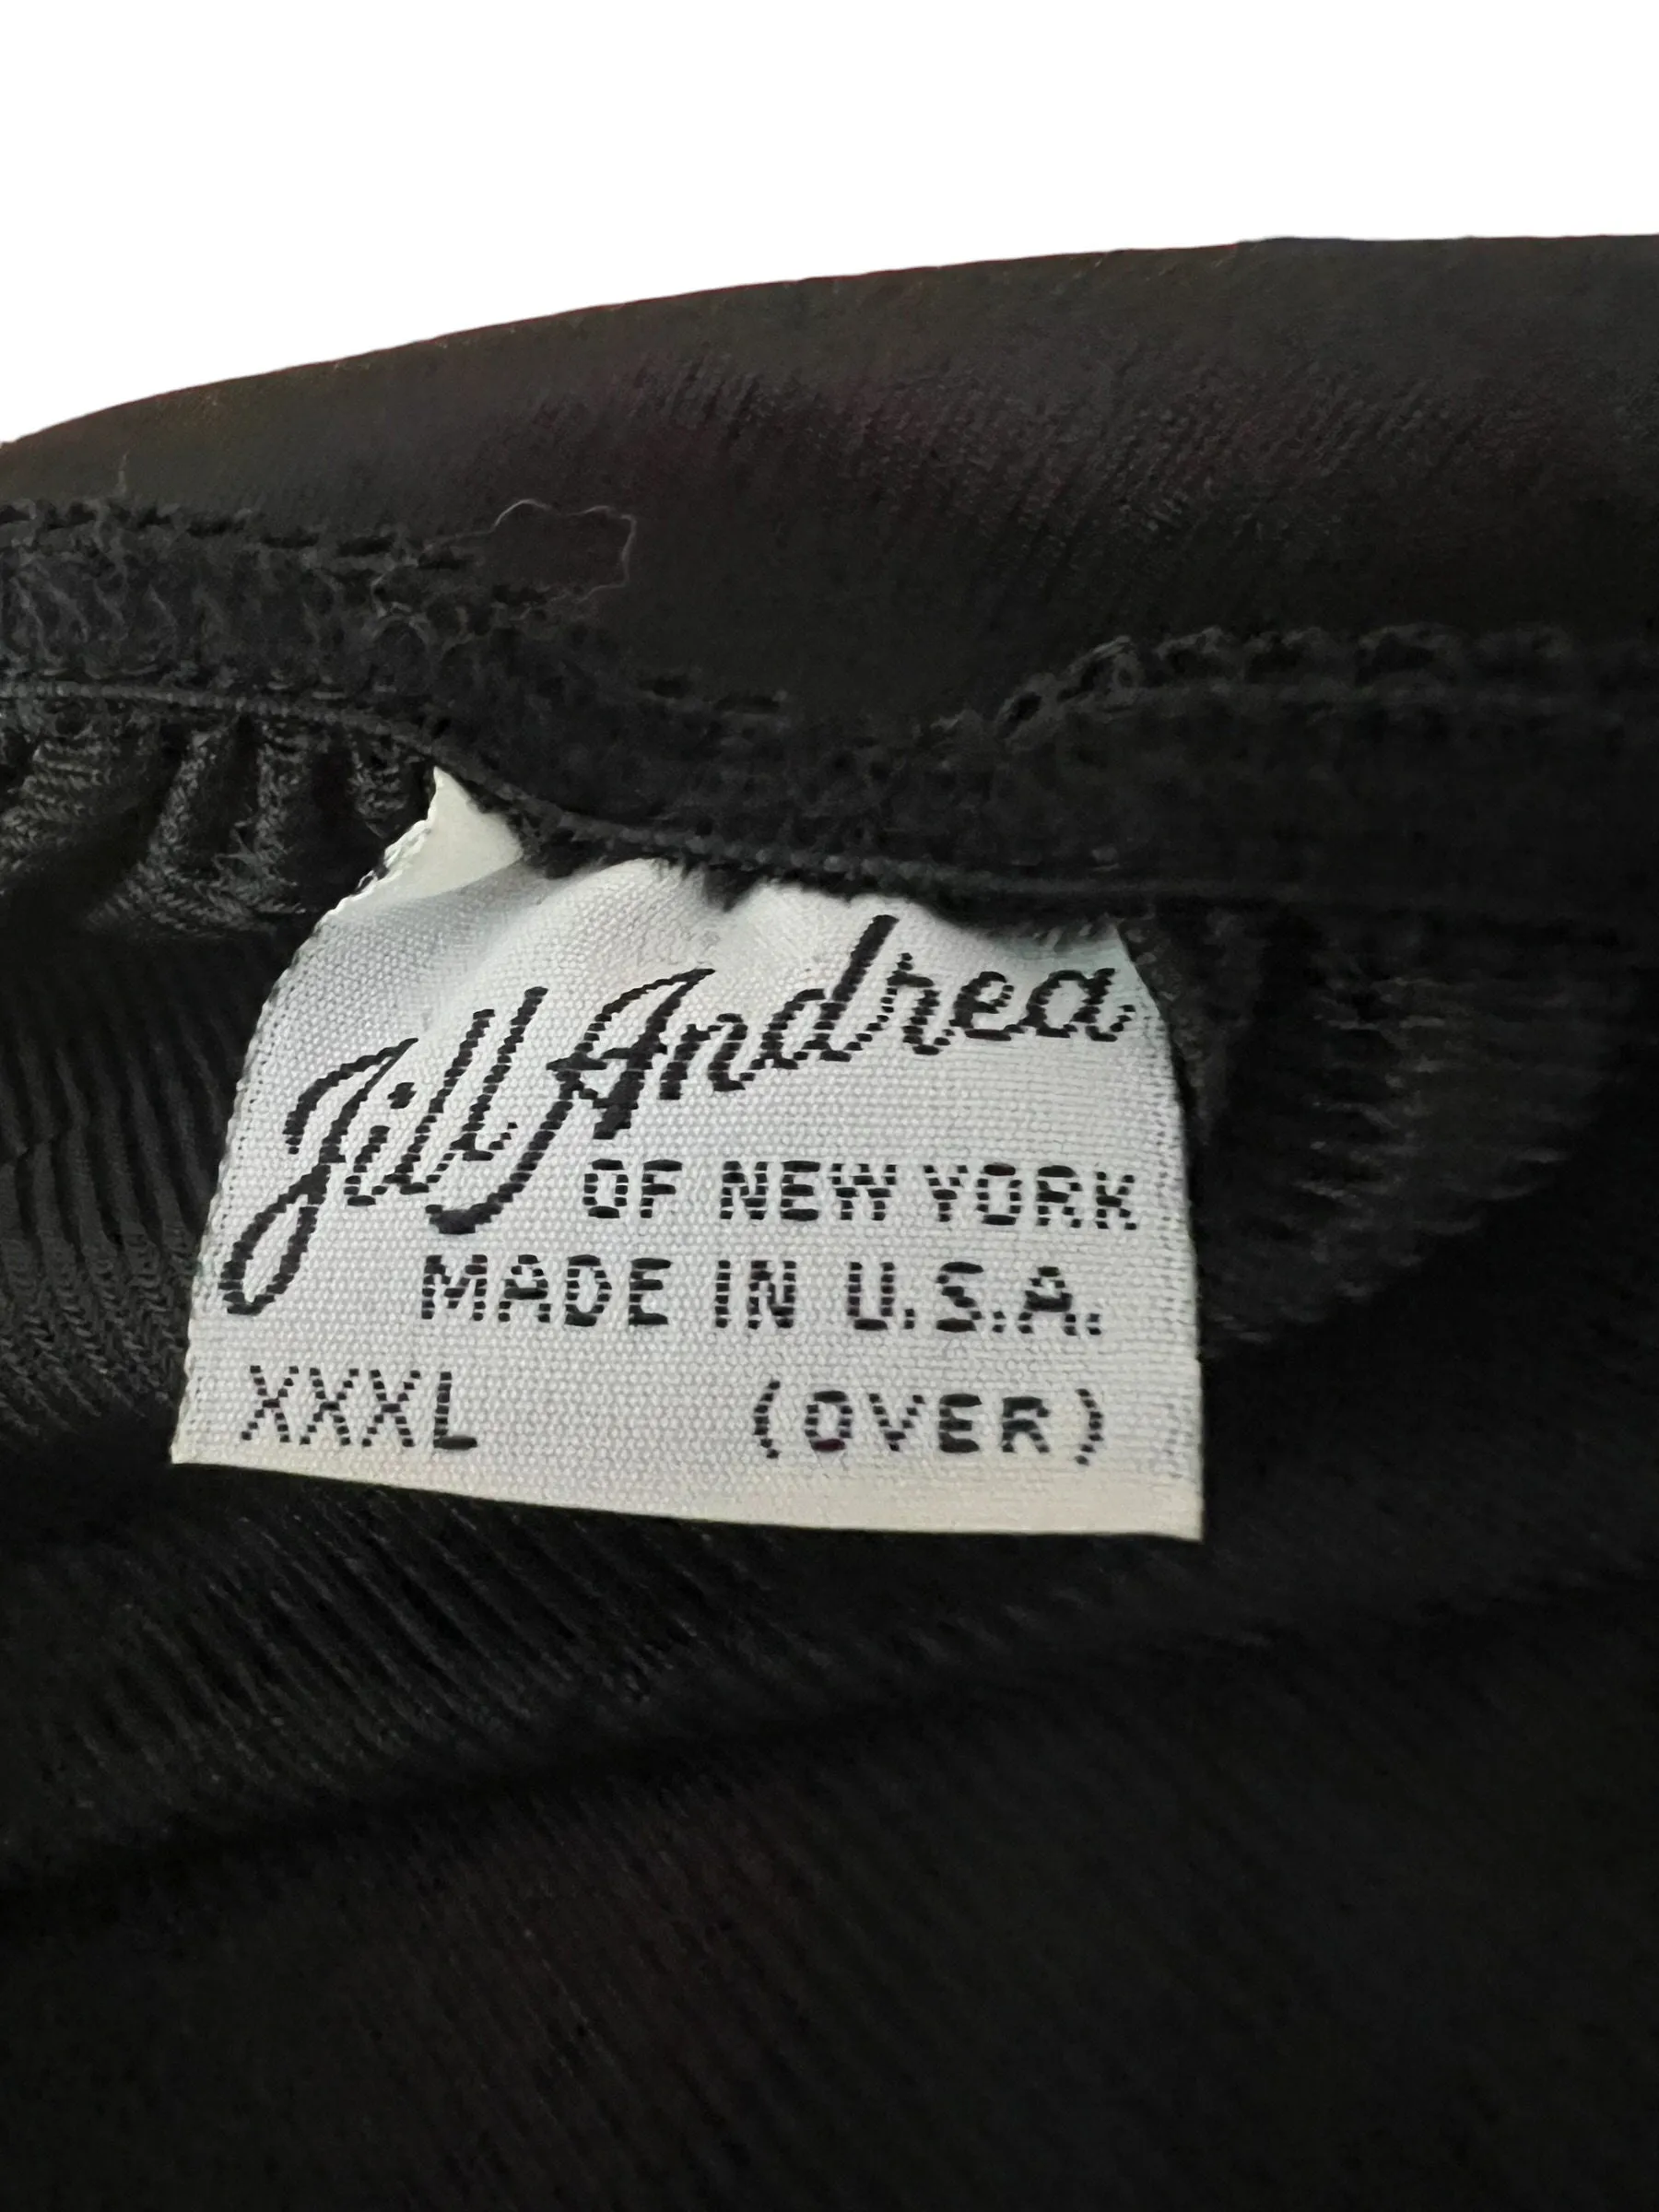 Jill Andrea
OF NEW YORK
MADE IN U.S.A.
XXXL (OVER)